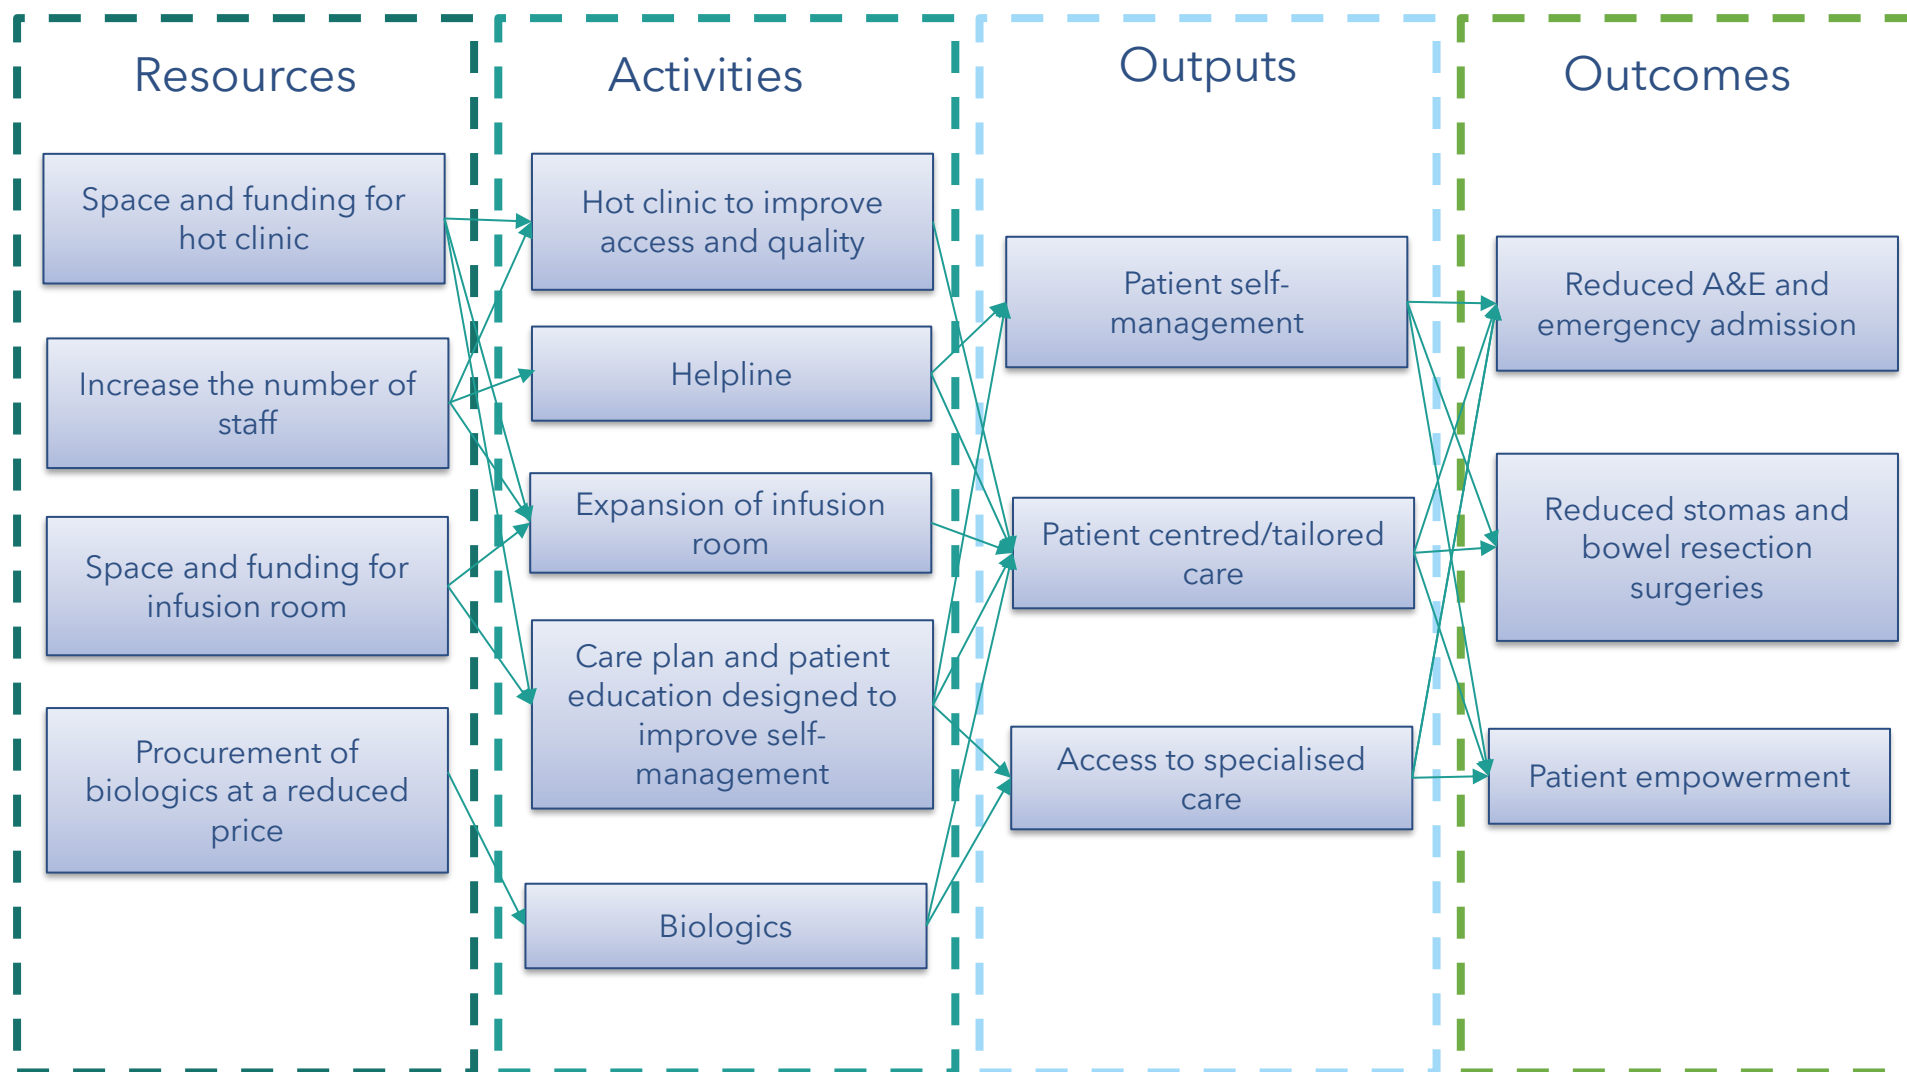 Resources
Space and funding for
hot clinic
Increase the number of
staff
Space and funding for
infusion room
Procurement of
biologics at a reduced
price
Activities
Hot clinic to improve
access and quality
Helpline
Expansion of infusion
room
Care plan and patient
education designed to
improve self-
management
Biologics
Outputs
Patient self-
management
Patient centred/tailored
care
Access to specialised
care
Outcomes
Reduced A&E and
emergency admission
Reduced stomas and
bowel resection
surgeries
Patient empowerment